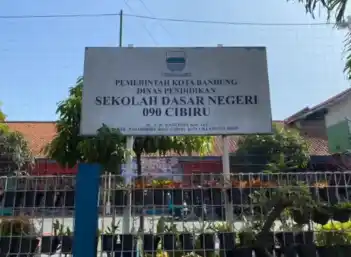 PEMERINTAH KOTA BANDUNG
DINAS PENDIDIKAN
SEKOLAH DASAR NEGERI
090 CIBIRU